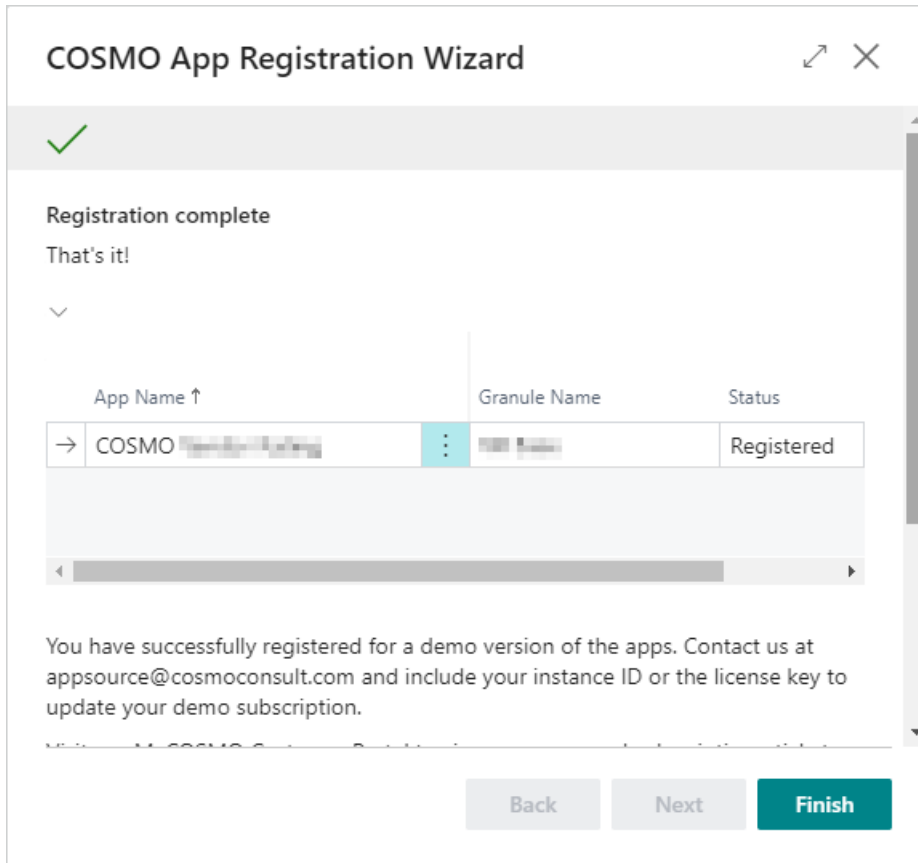 COSMO App Registration Wizard
Registration complete
That's it!
App Name ↑ Granule Name Status
COSMO Registered
You have successfully registered for a demo version of the apps. Contact us at
appsource@cosmoconsult.com and include your instance ID or the license key to
update your demo subscription.
Back Next Finish